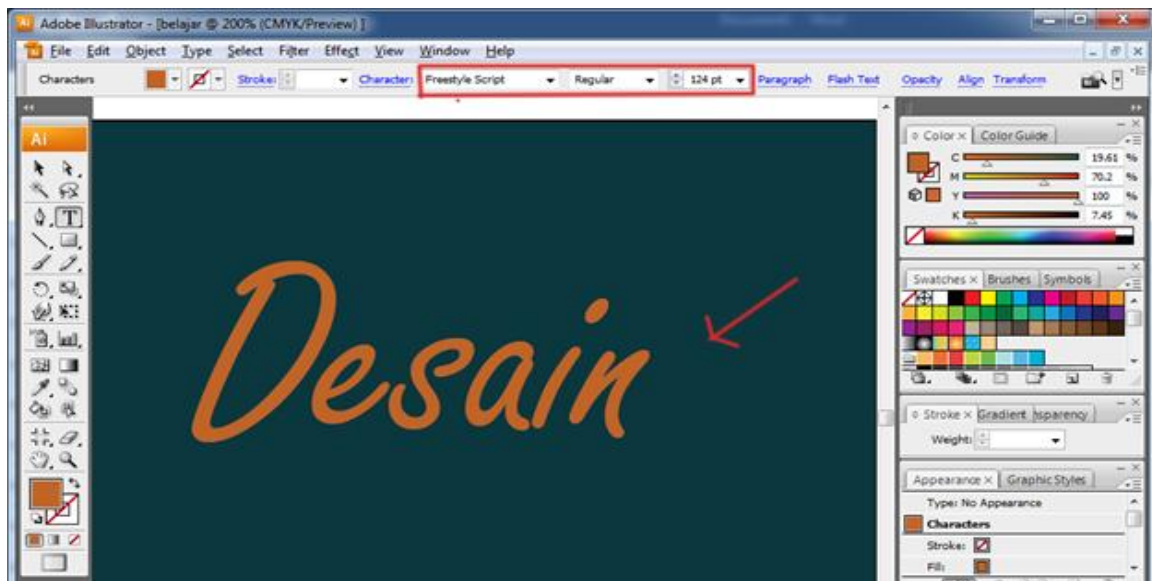 Adobe Illustrator - [belajar @ 200% (CMYK/Preview) ]
File Edit Object Type Select Filter Effect View Window Help
Characters Stroke: Character: Freestyle Script Regular 124 pt Paragraph Flash Text Opacity Align Transform
Ai
Desain
Color × Color Guide
C 19.61 %
M 70.2 %
Y 100 %
K 7.45 %
Swatches × Brushes Symbols
Stroke × Gradient
Weight:
Appearance × Graphic Styles
Type: No Appearance
Characters
Stroke:
Fill: